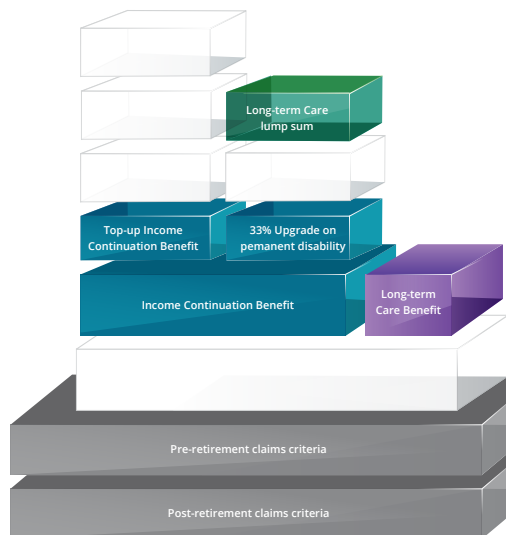 Long-term Care
lump sum
Top-up Income
Continuation Benefit
33% Upgrade on
pemanent disability
Income Continuation Benefit
Long-term
Care Benefit
Pre-retirement claims criteria
Post-retirement claims criteria